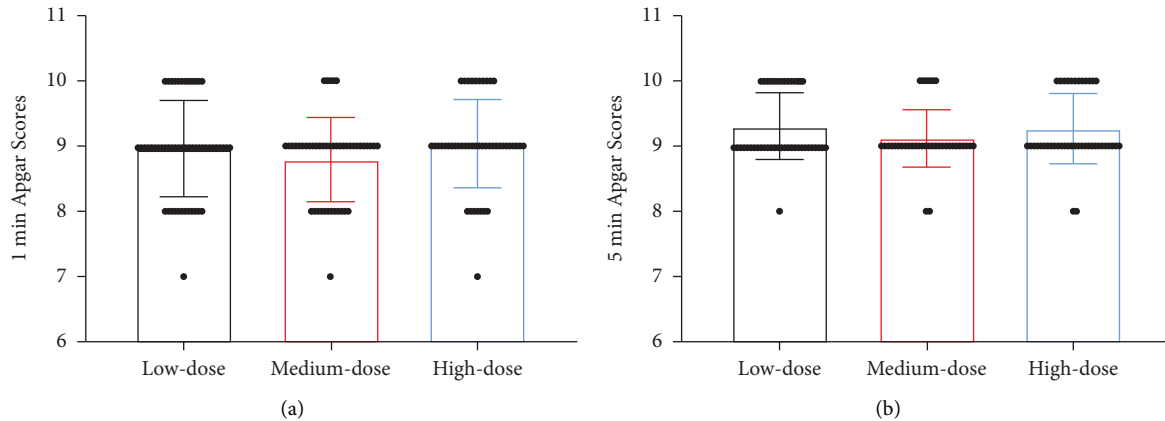 11
10
9
8
7
6
1 min Apgar Scores
Low-dose
Medium-dose
High-dose
(a)
11
10
9
8
7
6
5 min Apgar Scores
Low-dose
Medium-dose
High-dose
(b)